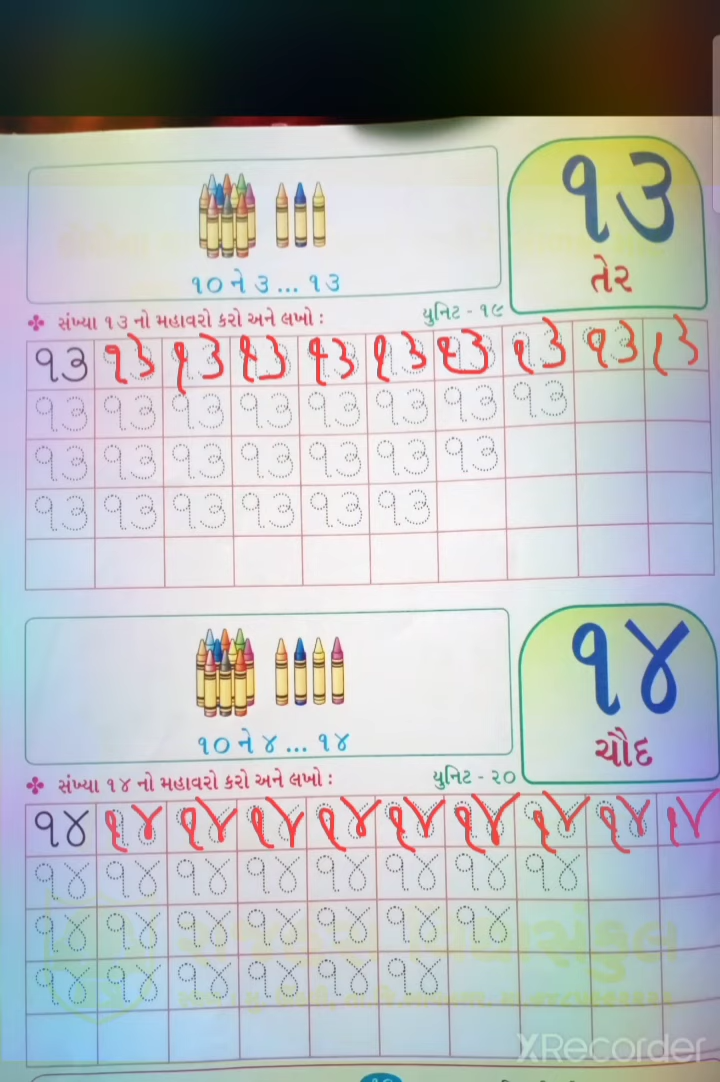 ૧૩
તેર
૧૦ ને ૩ ... ૧૩
❖ સંખ્યા ૧૩ નો મહાવરો કરો અને લખો : યુનિટ - ૧૯
૧૩ ૧૩ ૧૩ ૧૩ ૧૩ ૧૩ ૧૩ ૧૩ ૧૩ ૧૩
૧૩ ૧૩ ૧૩ ૧૩ ૧૩ ૧૩ ૧૩ ૧૩
૧૩ ૧૩ ૧૩ ૧૩ ૧૩ ૧૩ ૧૩
૧૩ ૧૩ ૧૩ ૧૩ ૧૩ ૧૩
૧૪
ચૌદ
૧૦ ને ૪ ... ૧૪
❖ સંખ્યા ૧૪ નો મહાવરો કરો અને લખો : યુનિટ - ૨૦
૧૪ ૧૪ ૧૪ ૧૪ ૧૪ ૧૪ ૧૪ ૧૪ ૧૪ ૧૪
૧૪ ૧૪ ૧૪ ૧૪ ૧૪ ૧૪ ૧૪ ૧૪
૧૪ ૧૪ ૧૪ ૧૪ ૧૪ ૧૪ ૧૪
૧૪ ૧૪ ૧૪ ૧૪ ૧૪ ૧૪
XRecorder